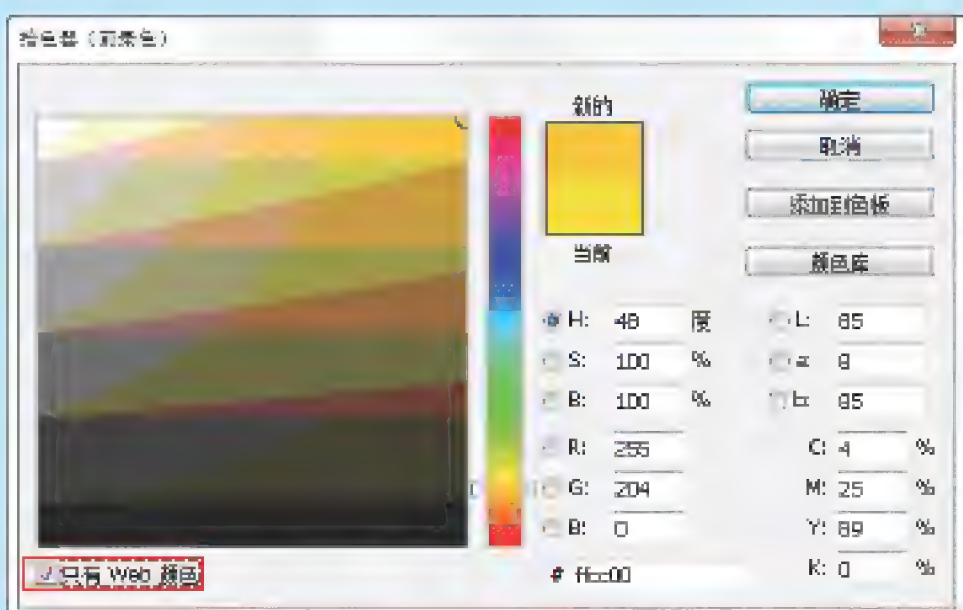 拾色器（前景色）
新的
当前
确定
取消
添加到色板
颜色库
H: 48 度
S: 100 %
B: 100 %
R: 255
G: 204
B: 0
# ffcc00
L: 85
a: 8
b: 85
C: 4 %
M: 25 %
Y: 89 %
K: 0 %
只有 Web 颜色